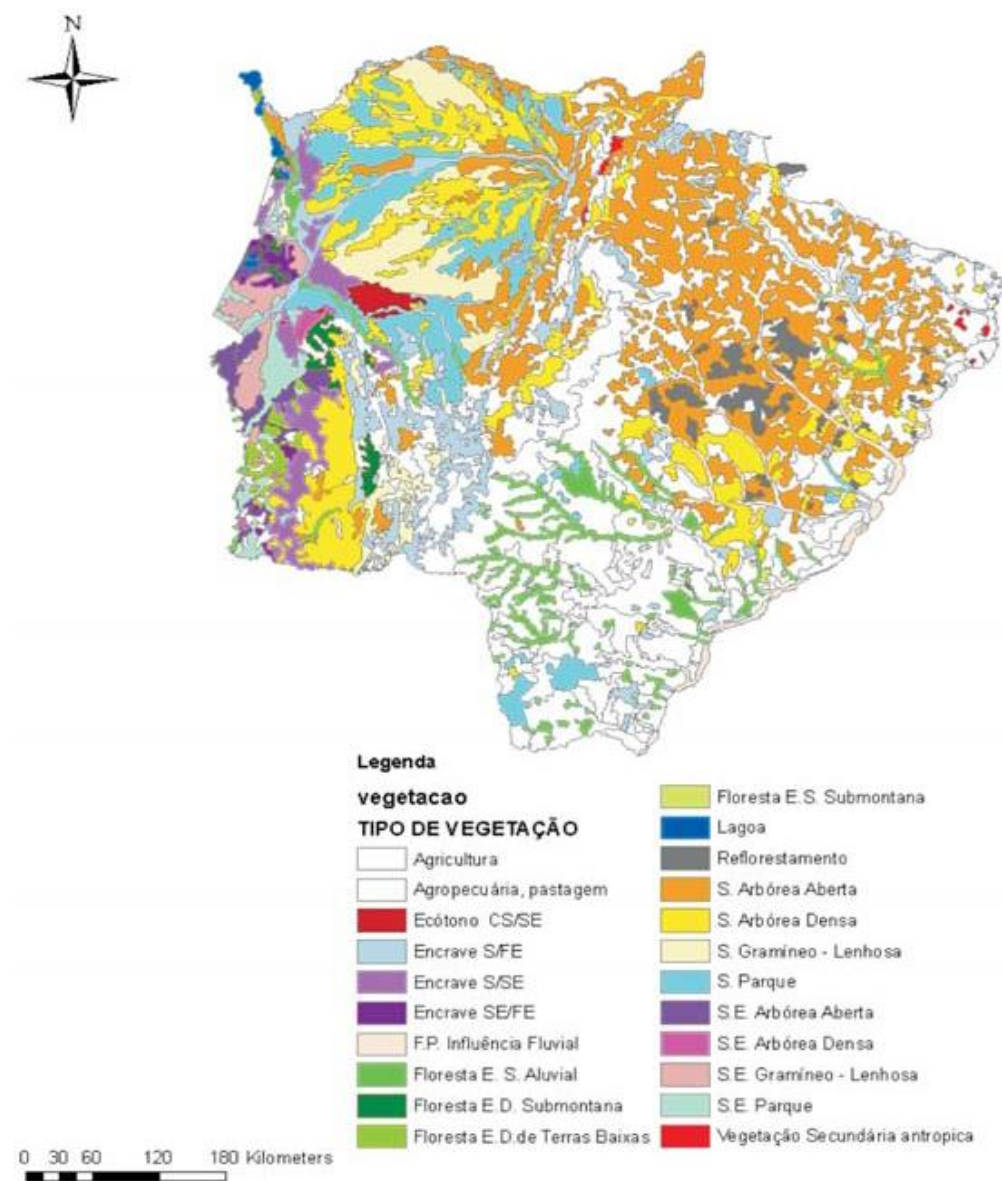 N
Legenda
vegetacao
TIPO DE VEGETAÇÃO
Agricultura
Agropecuária, pastagem
Ecótono CS/SE
Encrave S/FE
Encrave S/SE
Encrave SE/FE
F.P. Influência Fluvial
Floresta E. S. Aluvial
Floresta E.D. Submontana
Floresta E.D.de Terras Baixas
Floresta E.S. Submontana
Lagoa
Reflorestamento
S. Arbórea Aberta
S. Arbórea Densa
S. Gramíneo - Lenhosa
S. Parque
S.E. Arbórea Aberta
S.E. Arbórea Densa
S.E. Gramíneo - Lenhosa
S.E. Parque
Vegetação Secundária antropica
0 30 60 120 180 Kilometers